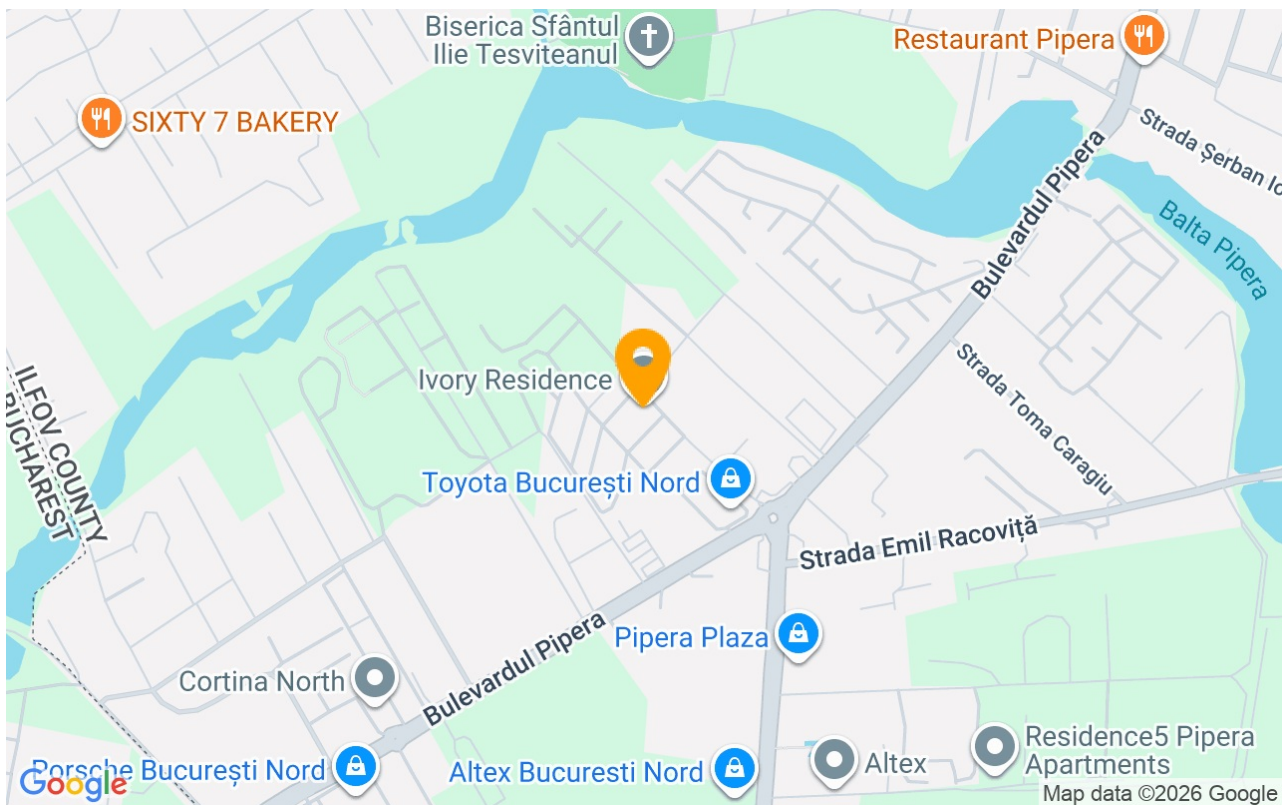 Biserica Sfântul
Ilie Tesviteanul
Restaurant Pipera
SIXTY 7 BAKERY
Strada Șerban Io
Bulevardul Pipera
Balta Pipera
Ivory Residence
Strada Toma Caragiu
ILFOV COUNTY
BUCHAREST
Toyota București Nord
Strada Emil Racoviță
Bulevardul Pipera
Pipera Plaza
Cortina North
Porsche București Nord
Altex Bucuresti Nord
Altex
Residence5 Pipera
Apartments
Google
Map data ©2026 Google